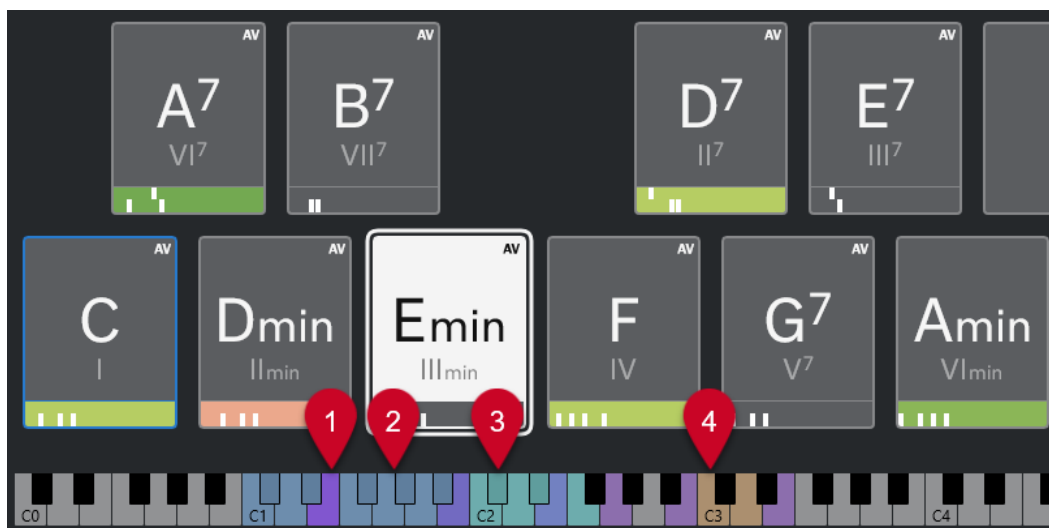 AV AV AV AV
A7 B7 D7 E7
VI7 VII7 II7 III7
AV AV AV AV AV AV
C Dmin Emin F G7 Amin
I IImin IIImin IV V7 VImin
1 2 3 4
C0 C1 C2 C3 C4